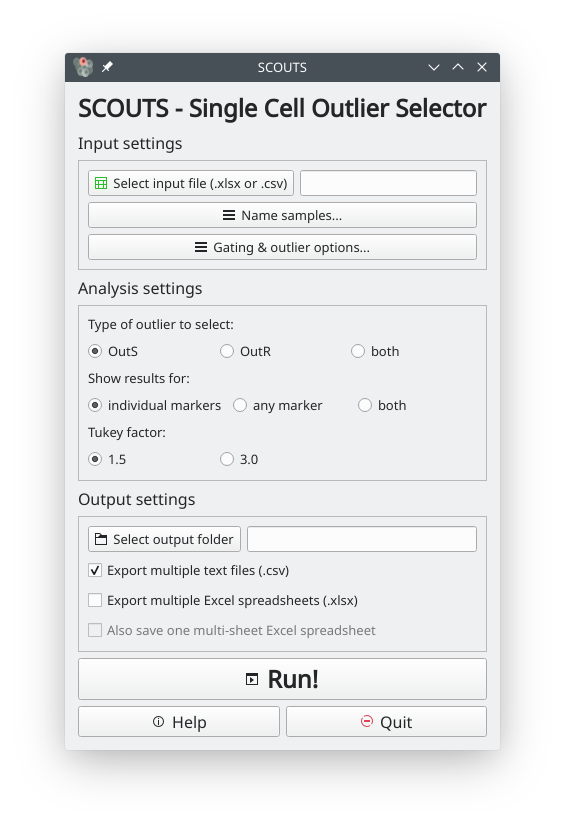 SCOUTS
SCOUTS - Single Cell Outlier Selector
Input settings
Select input file (.xlsx or .csv)
Name samples...
Gating & outlier options...
Analysis settings
Type of outlier to select:
OutS OutR both
Show results for:
individual markers any marker both
Tukey factor:
1.5 3.0
Output settings
Select output folder
Export multiple text files (.csv)
Export multiple Excel spreadsheets (.xlsx)
Also save one multi-sheet Excel spreadsheet
Run!
Help Quit